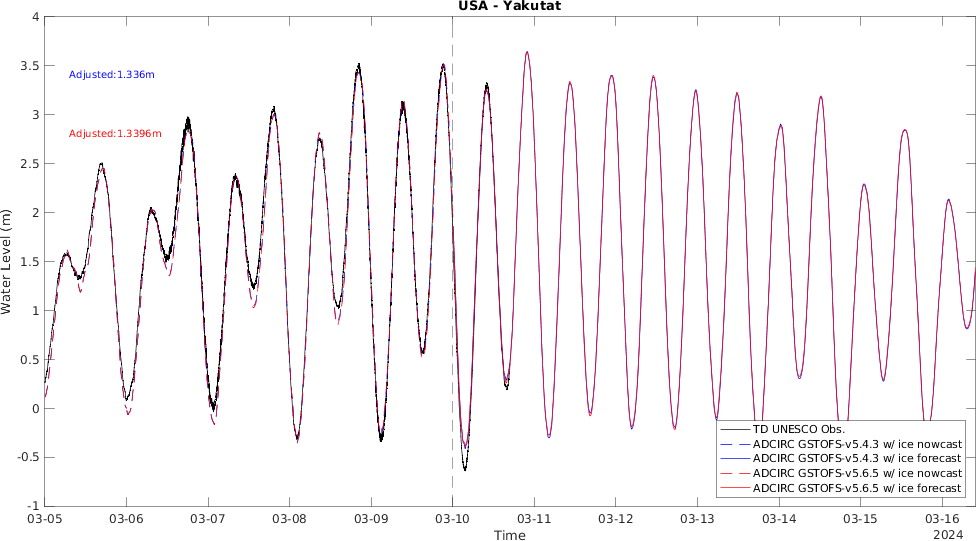 USA - Yakutat
4
3.5
3
2.5
2
1.5
1
0.5
0
-0.5
-1
Water Level (m)
Adjusted:1.336m
Adjusted:1.3396m
TD UNESCO Obs.
ADCIRC GSTOFS-v5.4.3 w/ ice nowcast
ADCIRC GSTOFS-v5.4.3 w/ ice forecast
ADCIRC GSTOFS-v5.6.5 w/ ice nowcast
ADCIRC GSTOFS-v5.6.5 w/ ice forecast
03-05 03-06 03-07 03-08 03-09 03-10 03-11 03-12 03-13 03-14 03-15 03-16
Time
2024